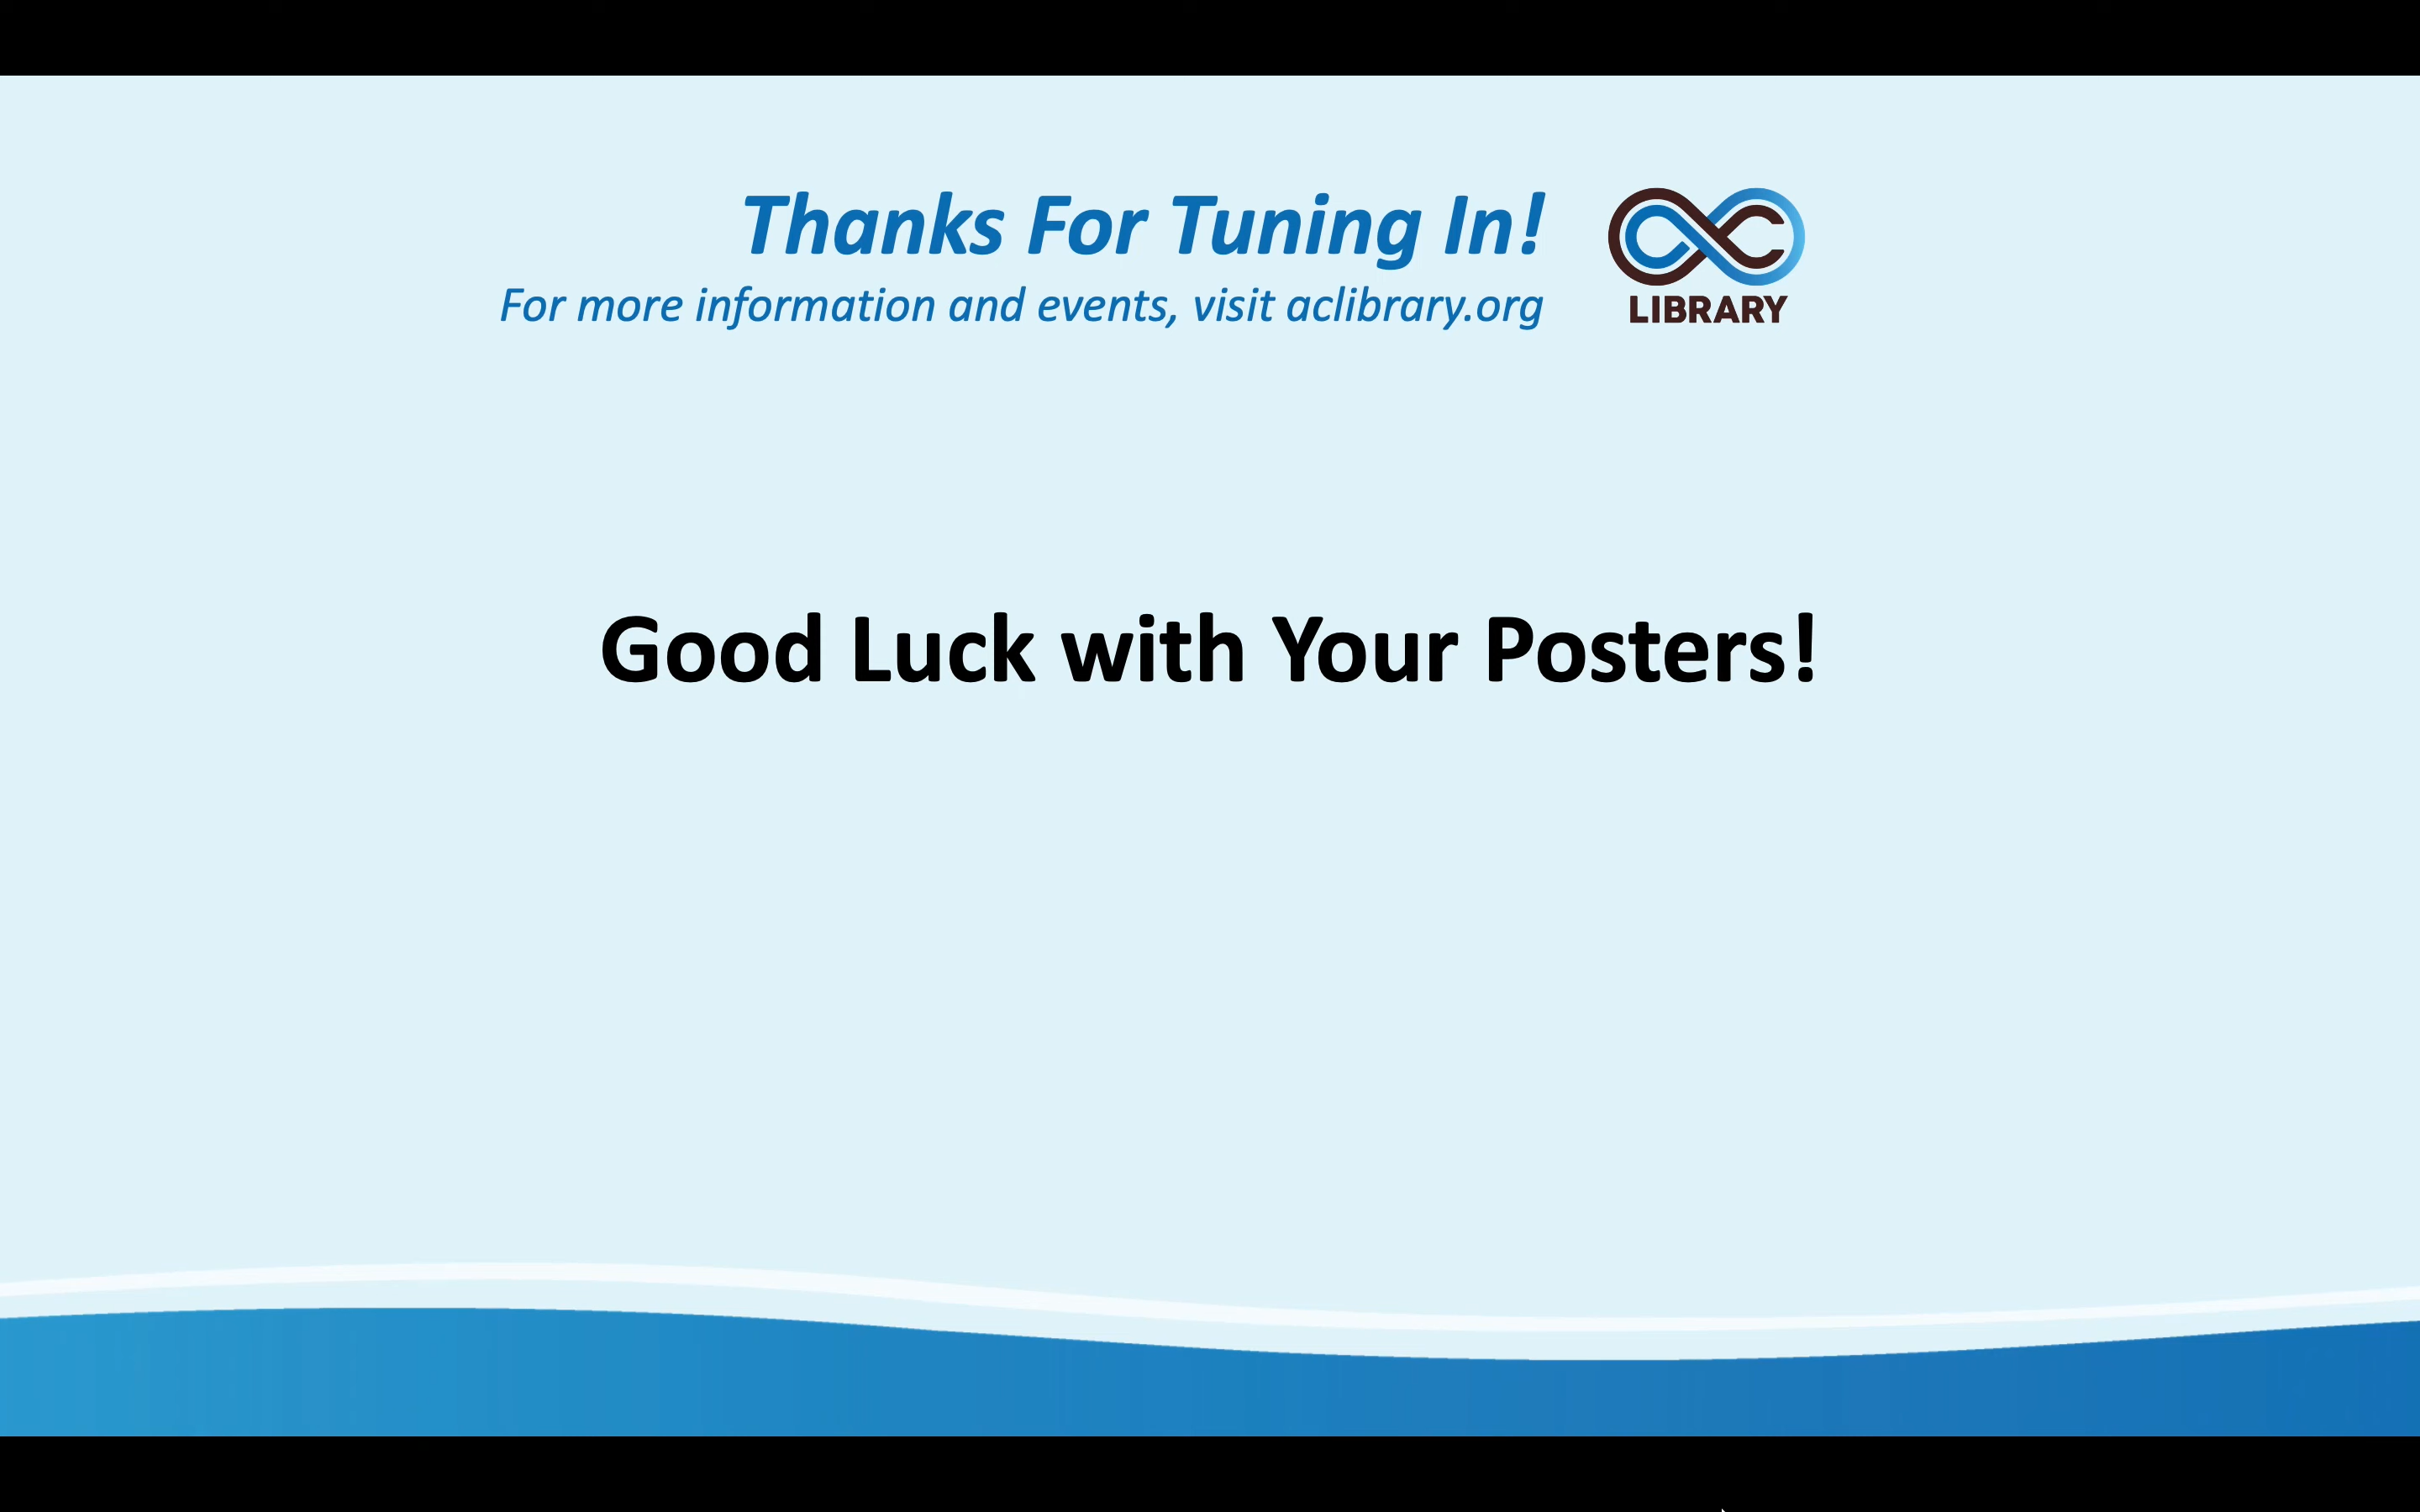 Thanks For Tuning In!
For more information and events, visit aclibrary.org
LIBRARY
Good Luck with Your Posters!